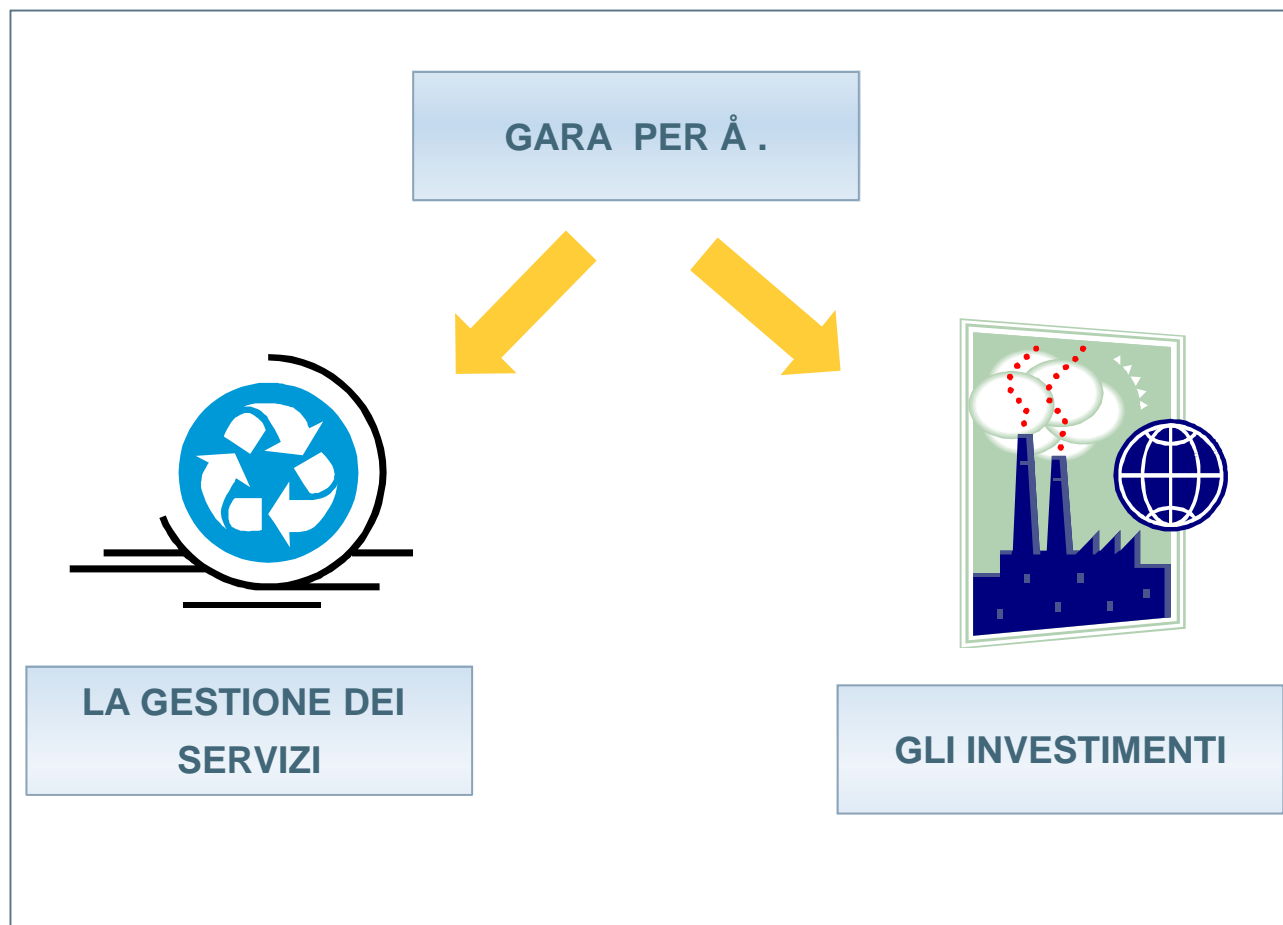 GARA PER Å .
LA GESTIONE DEI
SERVIZI
GLI INVESTIMENTI